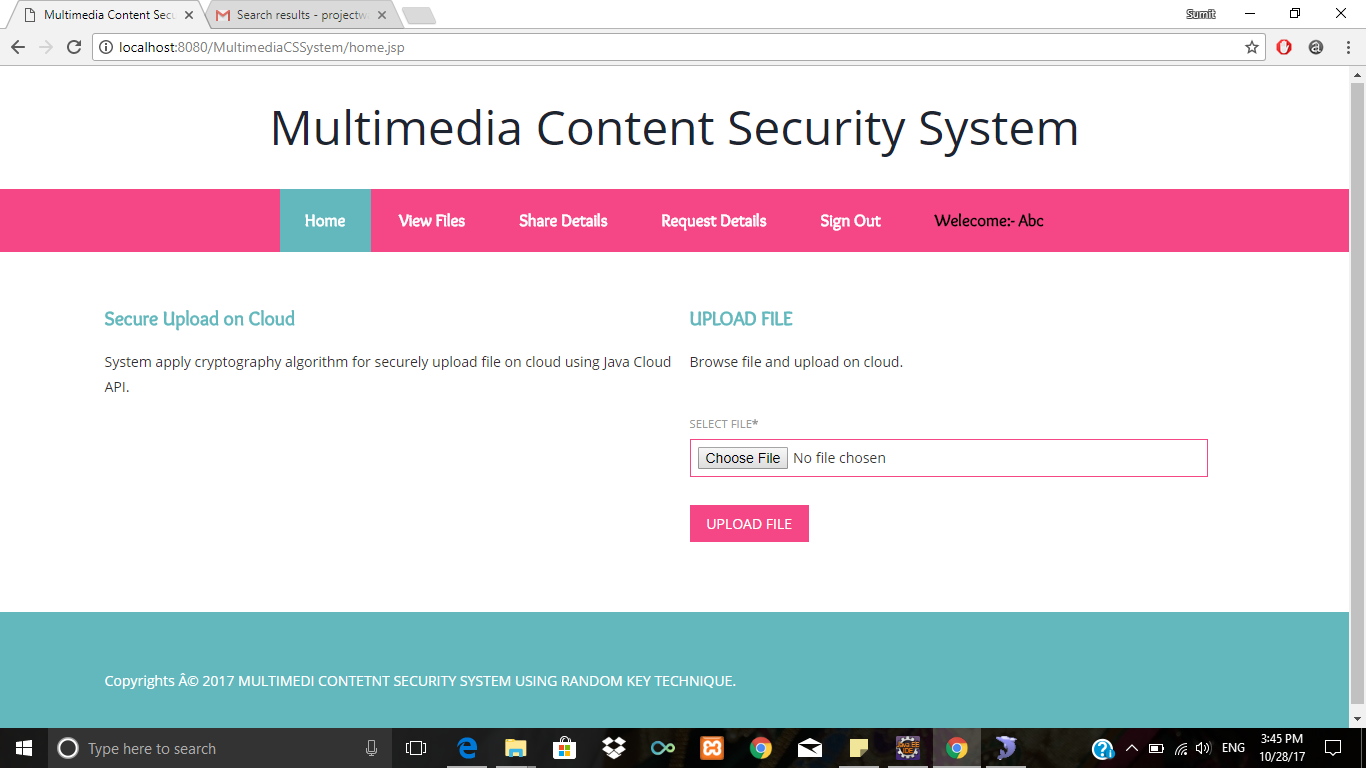 Multimedia Content Secu
Search results - projectw
Sumit
localhost:8080/MultimediaCSSystem/home.jsp
Multimedia Content Security System
Home
View Files
Share Details
Request Details
Sign Out
Welecome:- Abc
Secure Upload on Cloud
System apply cryptography algorithm for securely upload file on cloud using Java Cloud
API.
UPLOAD FILE
Browse file and upload on cloud.
SELECT FILE*
Choose File No file chosen
UPLOAD FILE
Copyrights Â© 2017 MULTIMEDI CONTETNT SECURITY SYSTEM USING RANDOM KEY TECHNIQUE.
Type here to search
ENG
3:45 PM
10/28/17